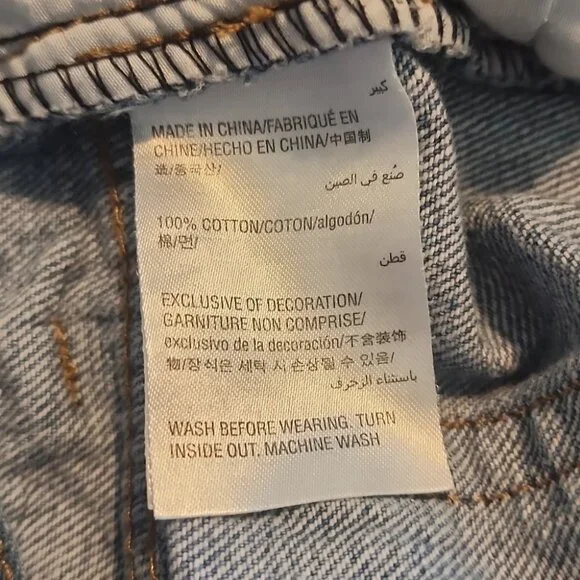 كبير
MADE IN CHINA/FABRIQUÉ EN
CHINE/HECHO EN CHINA/中国制
造/중국산/
صُنع في الصين
100% COTTON/COTON/algodón/
棉/면/
قطن
EXCLUSIVE OF DECORATION/
GARNITURE NON COMPRISE/
exclusivo de la decoración/不含装饰
物/장식은 세탁 시 손상될 수 있음/
باستثناء الزخرف
WASH BEFORE WEARING. TURN
INSIDE OUT. MACHINE WASH